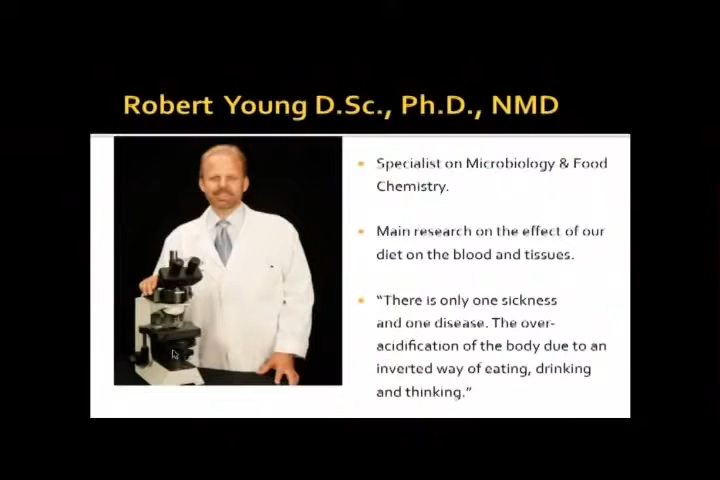 Robert Young D.Sc., Ph.D., NMD
Specialist on Microbiology & Food
Chemistry.
Main research on the effect of our
diet on the blood and tissues.
“There is only one sickness
and one disease. The over-
acidification of the body due to an
inverted way of eating, drinking
and thinking.”